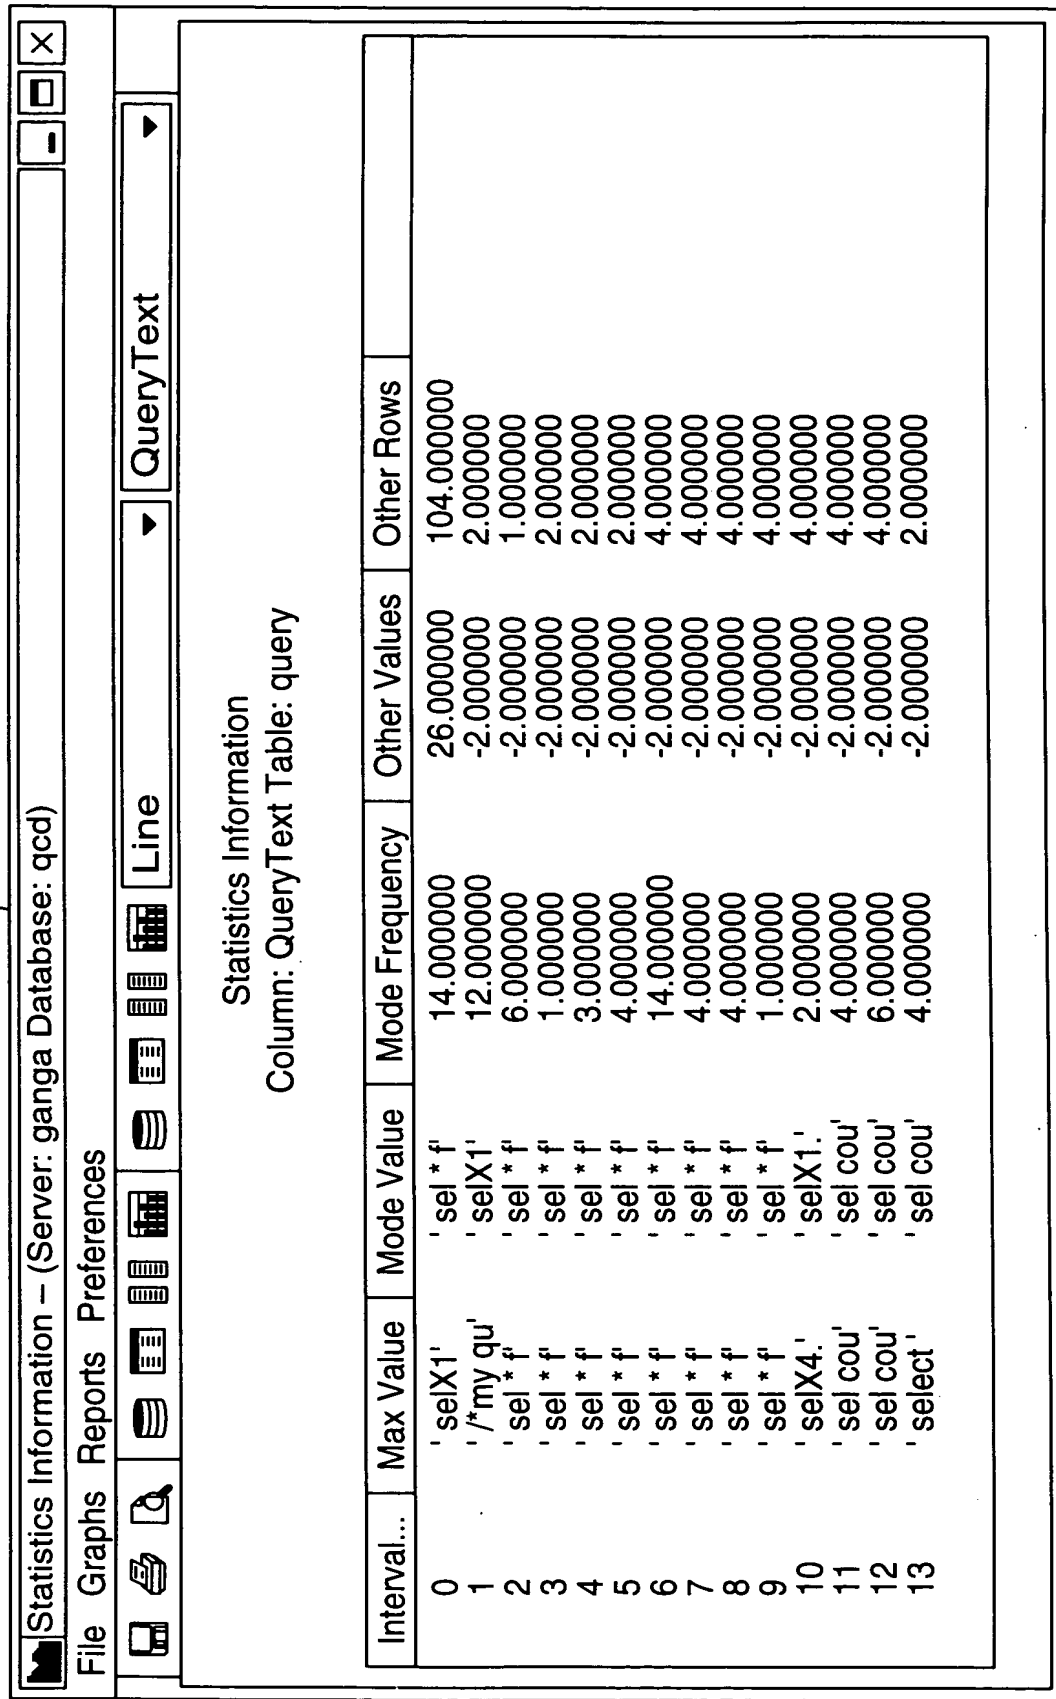 Statistics Information – (Server: ganga Database: qcd)
File Graphs Reports Preferences
Line QueryText
Statistics Information
Column: QueryText Table: query
Interval... Max Value Mode Value Mode Frequency Other Values Other Rows
0 ' selX1' ' sel * f' 14.000000 26.000000 104.000000
1 ' /*my qu' ' selX1' 12.000000 -2.000000 2.000000
2 ' sel * f' ' sel * f' 6.000000 -2.000000 1.000000
3 ' sel * f' ' sel * f' 1.000000 -2.000000 2.000000
4 ' sel * f' ' sel * f' 3.000000 -2.000000 2.000000
5 ' sel * f' ' sel * f' 4.000000 -2.000000 2.000000
6 ' sel * f' ' sel * f' 14.000000 -2.000000 4.000000
7 ' sel * f' ' sel * f' 4.000000 -2.000000 4.000000
8 ' sel * f' ' sel * f' 4.000000 -2.000000 4.000000
9 ' sel * f' ' sel * f' 1.000000 -2.000000 4.000000
10 ' selX4.' ' selX1.' 2.000000 -2.000000 4.000000
11 ' sel cou' ' sel cou' 4.000000 -2.000000 4.000000
12 ' sel cou' ' sel cou' 6.000000 -2.000000 4.000000
13 ' select ' ' sel cou' 4.000000 -2.000000 2.000000